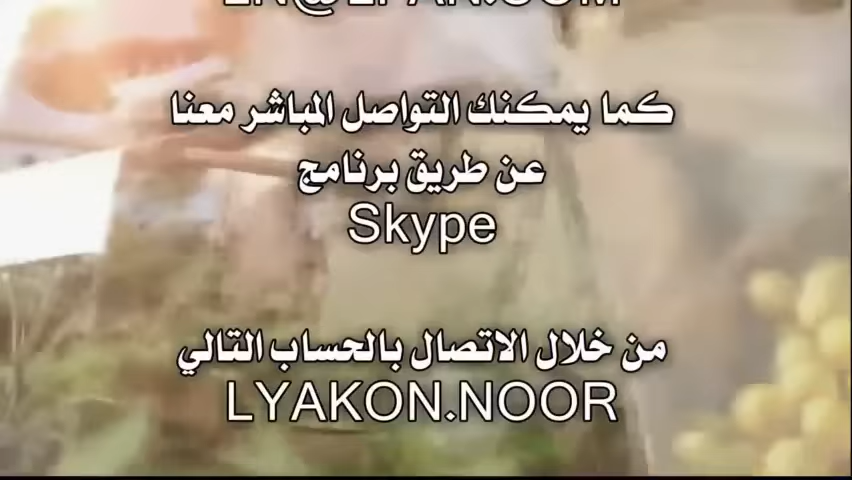 كما يمكنك التواصل المباشر معنا
عن طريق برنامج
Skype
من خلال الاتصال بالحساب التالي
LYAKON.NOOR